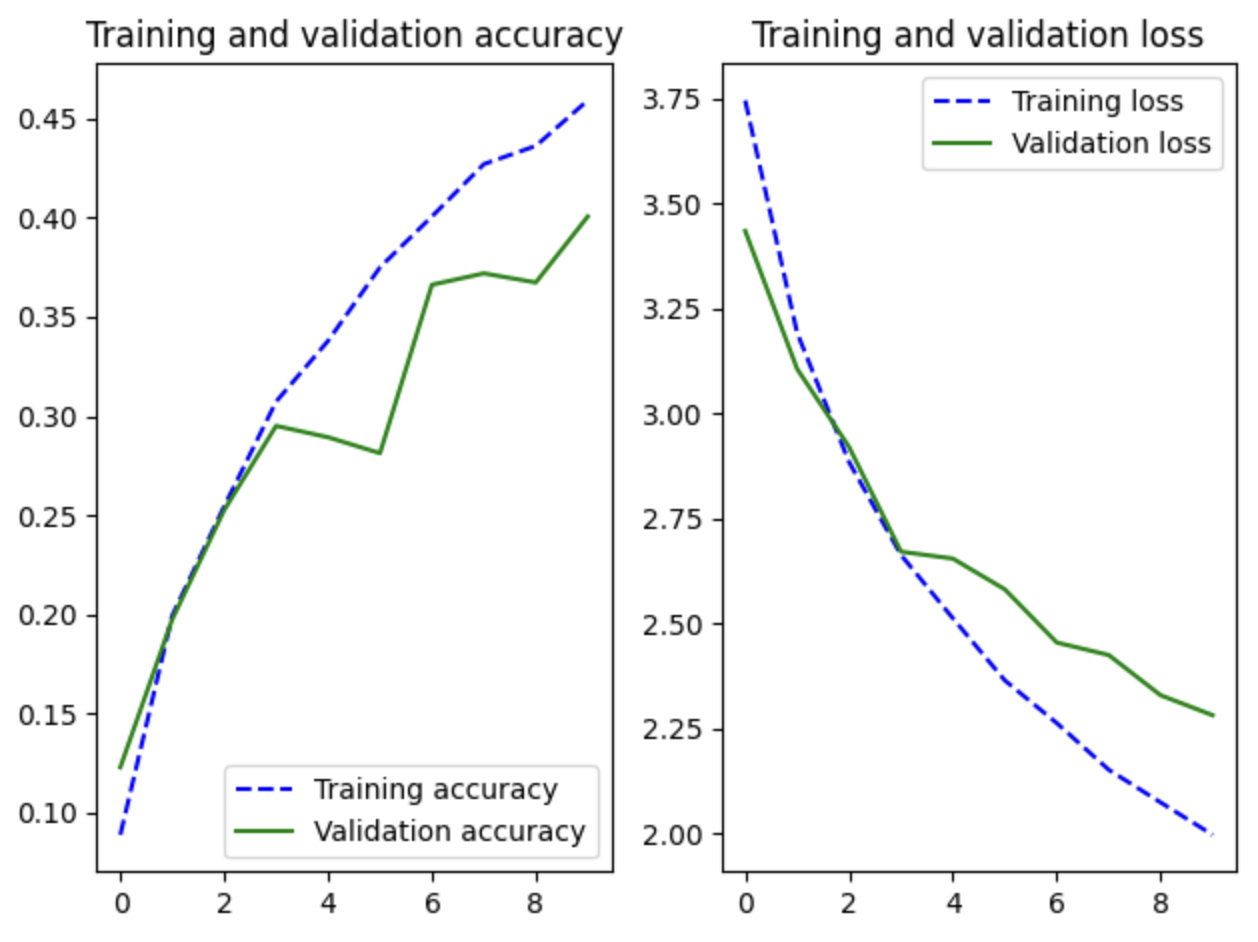 Training and validation accuracy
0.45
0.40
0.35
0.30
0.25
0.20
0.15
0.10
Training accuracy
Validation accuracy
0 2 4 6 8
Training and validation loss
3.75
3.50
3.25
3.00
2.75
2.50
2.25
2.00
Training loss
Validation loss
0 2 4 6 8